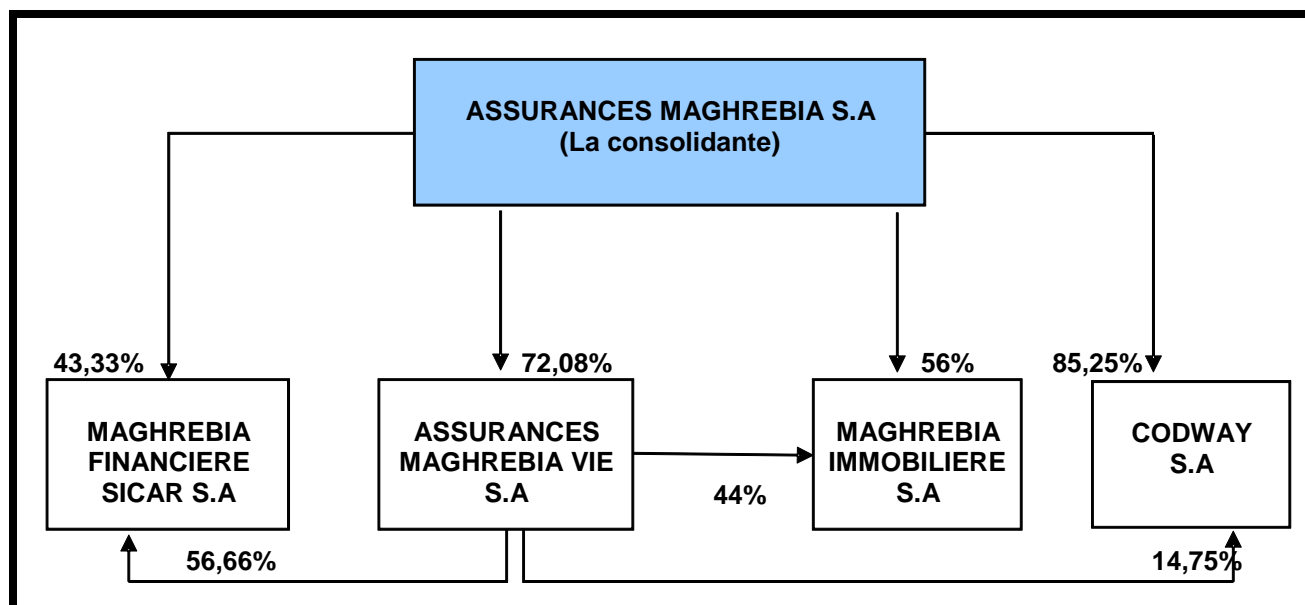 ASSURANCES MAGHREBIA S.A
(La consolidante)
43,33%
72,08%
56%
85,25%
MAGHREBIA
FINANCIERE
SICAR S.A
ASSURANCES
MAGHREBIA VIE
S.A
MAGHREBIA
IMMOBILIERE
S.A
CODWAY
S.A
44%
56,66%
14,75%